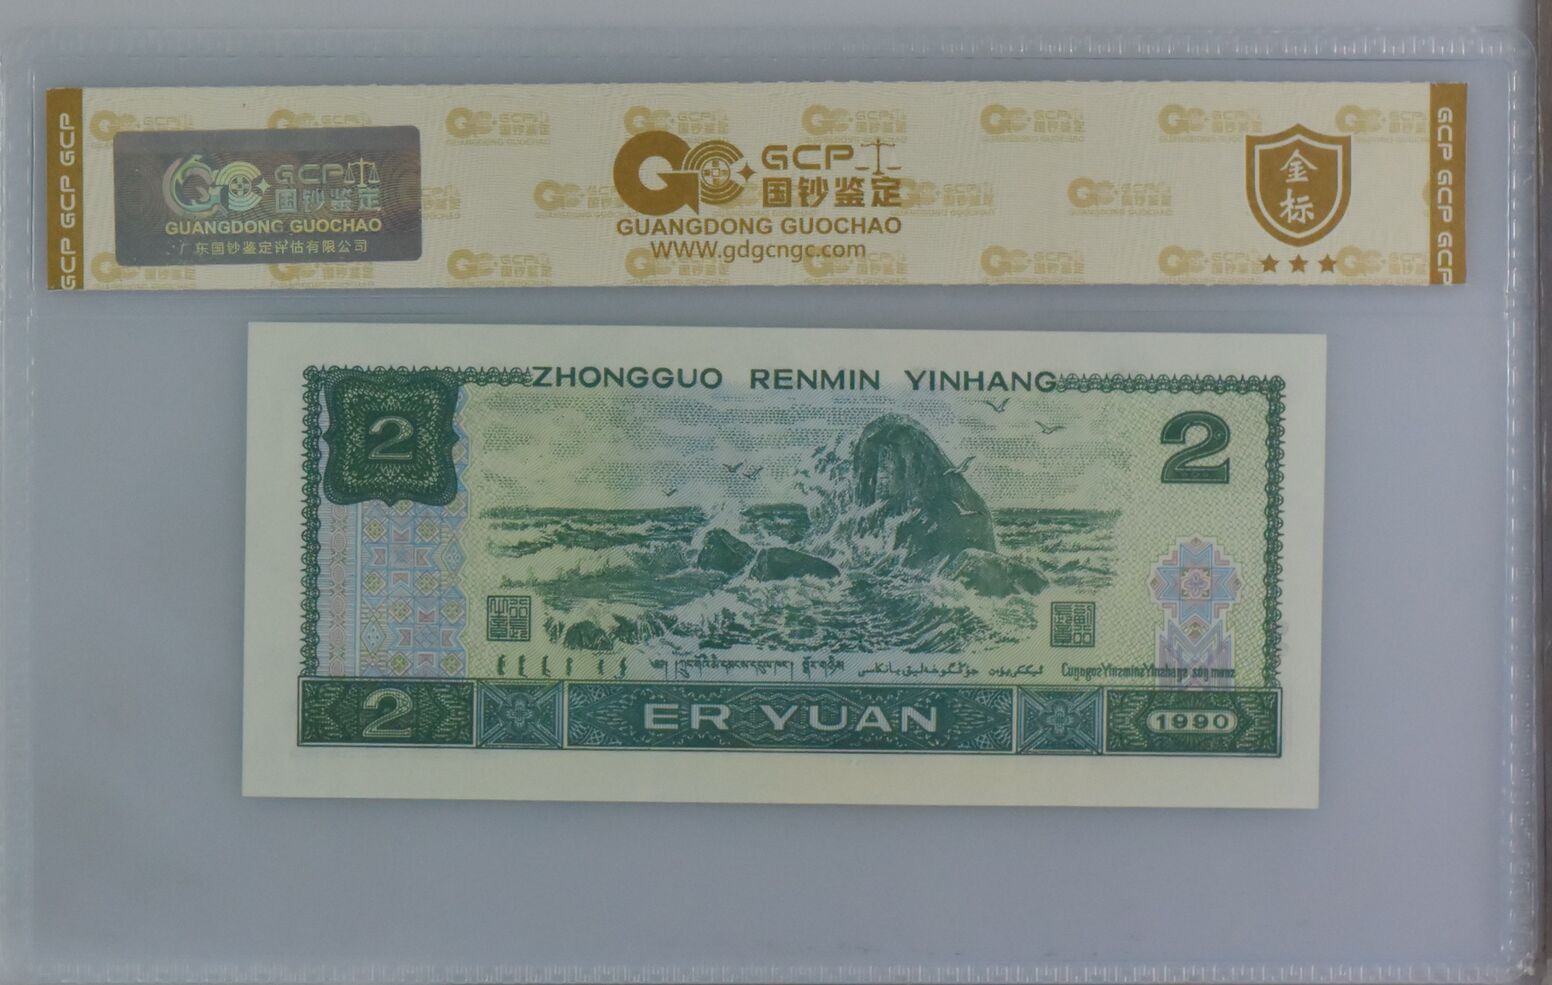 GCP GCP GCP
GCP
国钞鉴定
GUANGDONG GUOCHAO
广东国钞鉴定评估有限公司
GCP
国钞鉴定
GUANGDONG GUOCHAO
WWW.gdgcngc.com
金标
GCP GCP GCP
ZHONGGUO RENMIN YINHANG
2
2
2
ER YUAN
1990